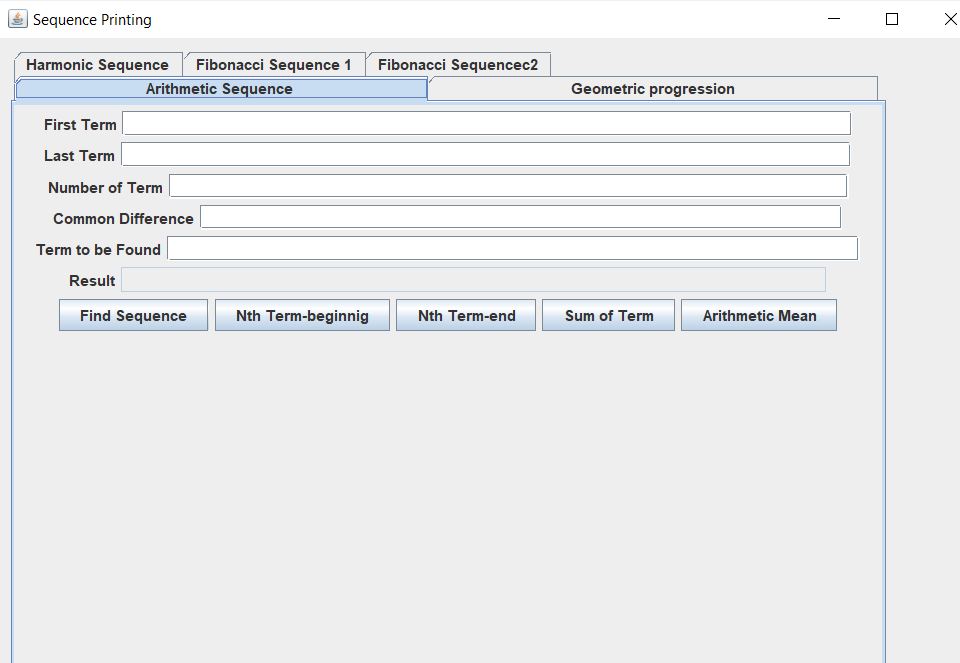 Sequence Printing
Harmonic Sequence Fibonacci Sequence 1 Fibonacci Sequencec2
Arithmetic Sequence Geometric progression
First Term
Last Term
Number of Term
Common Difference
Term to be Found
Result
Find Sequence Nth Term-beginnig Nth Term-end Sum of Term Arithmetic Mean